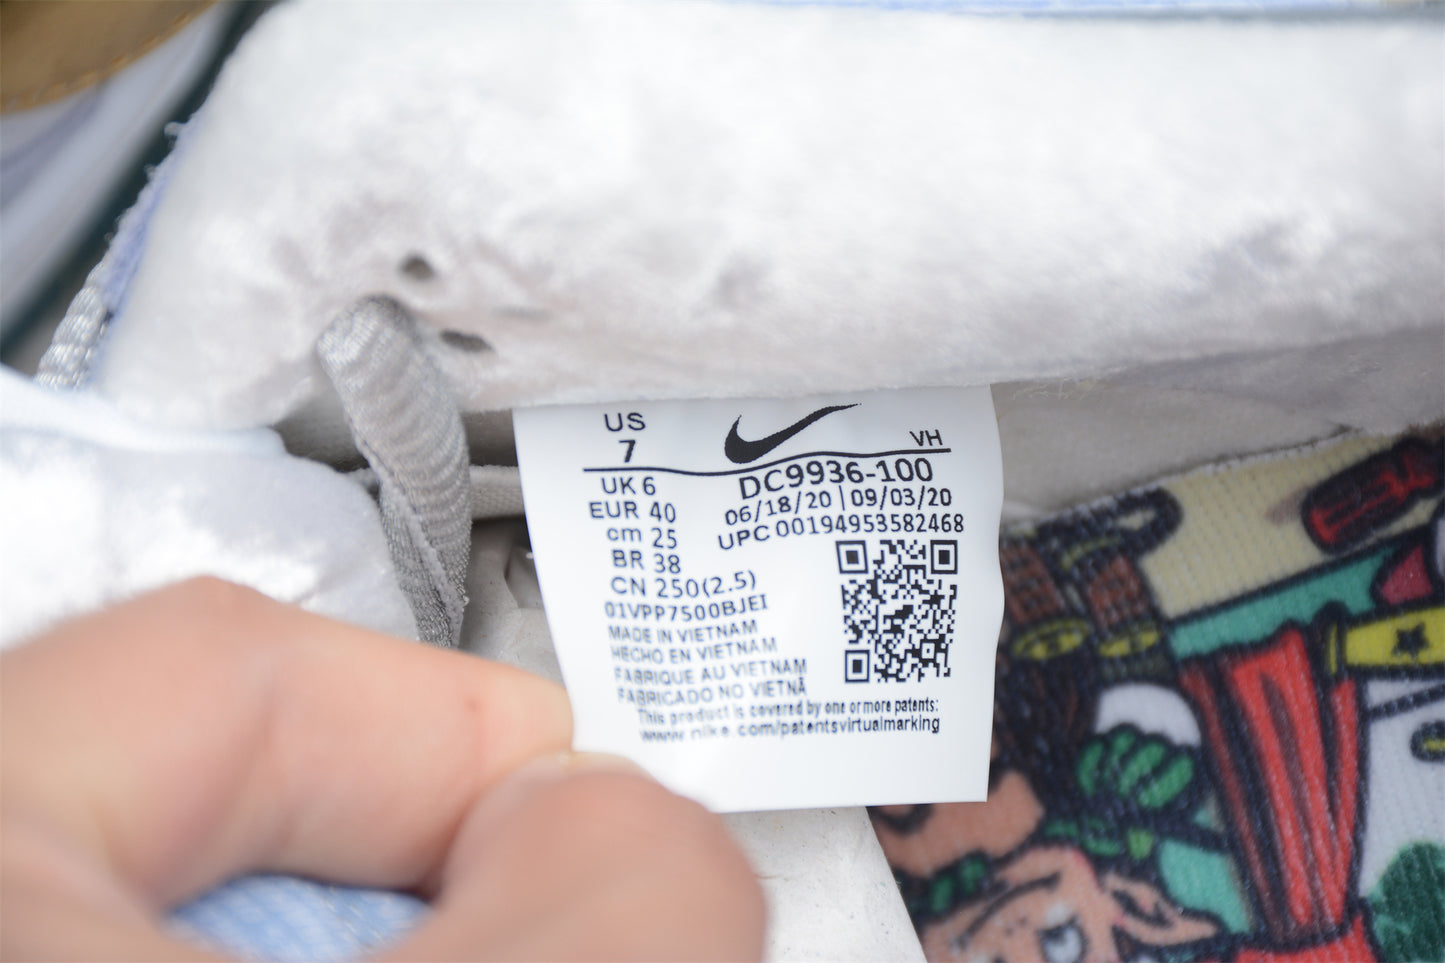 US
7
VH
UK 6
EUR 40
cm 25
BR 38
CN 250(2.5)
DC9936-100
06/18/20 | 09/03/20
UPC 00194953582468
01VPP7500BJEI
MADE IN VIETNAM
HECHO EN VIETNAM
FABRIQUE AU VIETNAM
FABRICADO NO VIETNÃ
This product is covered by one or more patents:
www.nike.com/patentsvirtualmarking